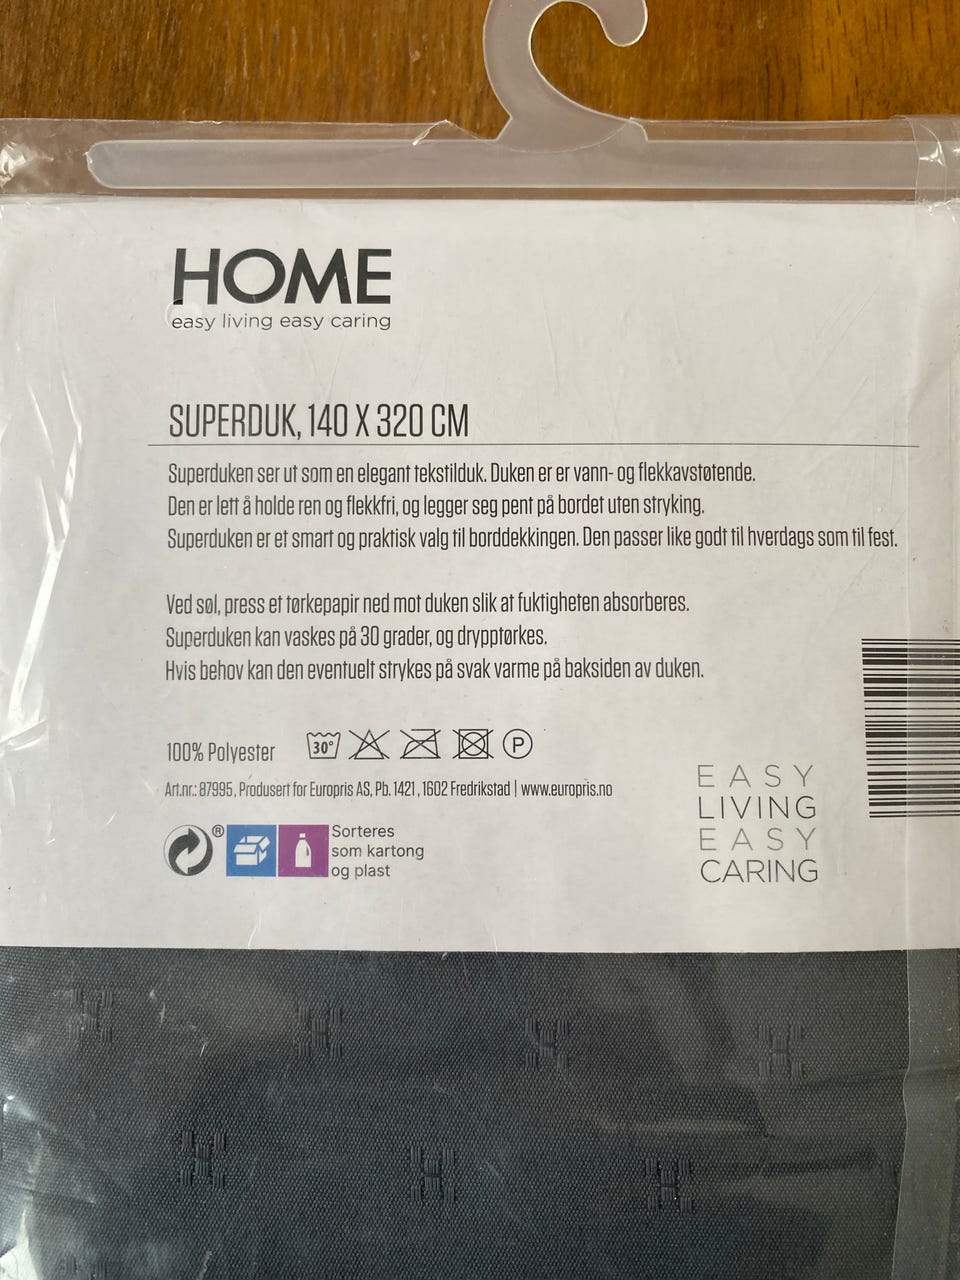 HOME
easy living easy caring
SUPERDUK, 140 X 320 CM
Superduken ser ut som en elegant tekstilduk. Duken er er vann- og flekkavstøtende.
Den er lett å holde ren og flekkfri, og legger seg pent på bordet uten stryking.
Superduken er et smart og praktisk valg til borddekkingen. Den passer like godt til hverdags som til fest.
Ved søl, press et tørkepapir ned mot duken slik at fuktigheten absorberes.
Superduken kan vaskes på 30 grader, og drypptørkes.
Hvis behov kan den eventuelt strykes på svak varme på baksiden av duken.
100% Polyester 30° P
Art.nr.: 87995, Produsert for Europris AS, Pb. 1421, 1602 Fredrikstad | www.europris.no
® Sorteres
som kartong
og plast
EASY
LIVING
EASY
CARING